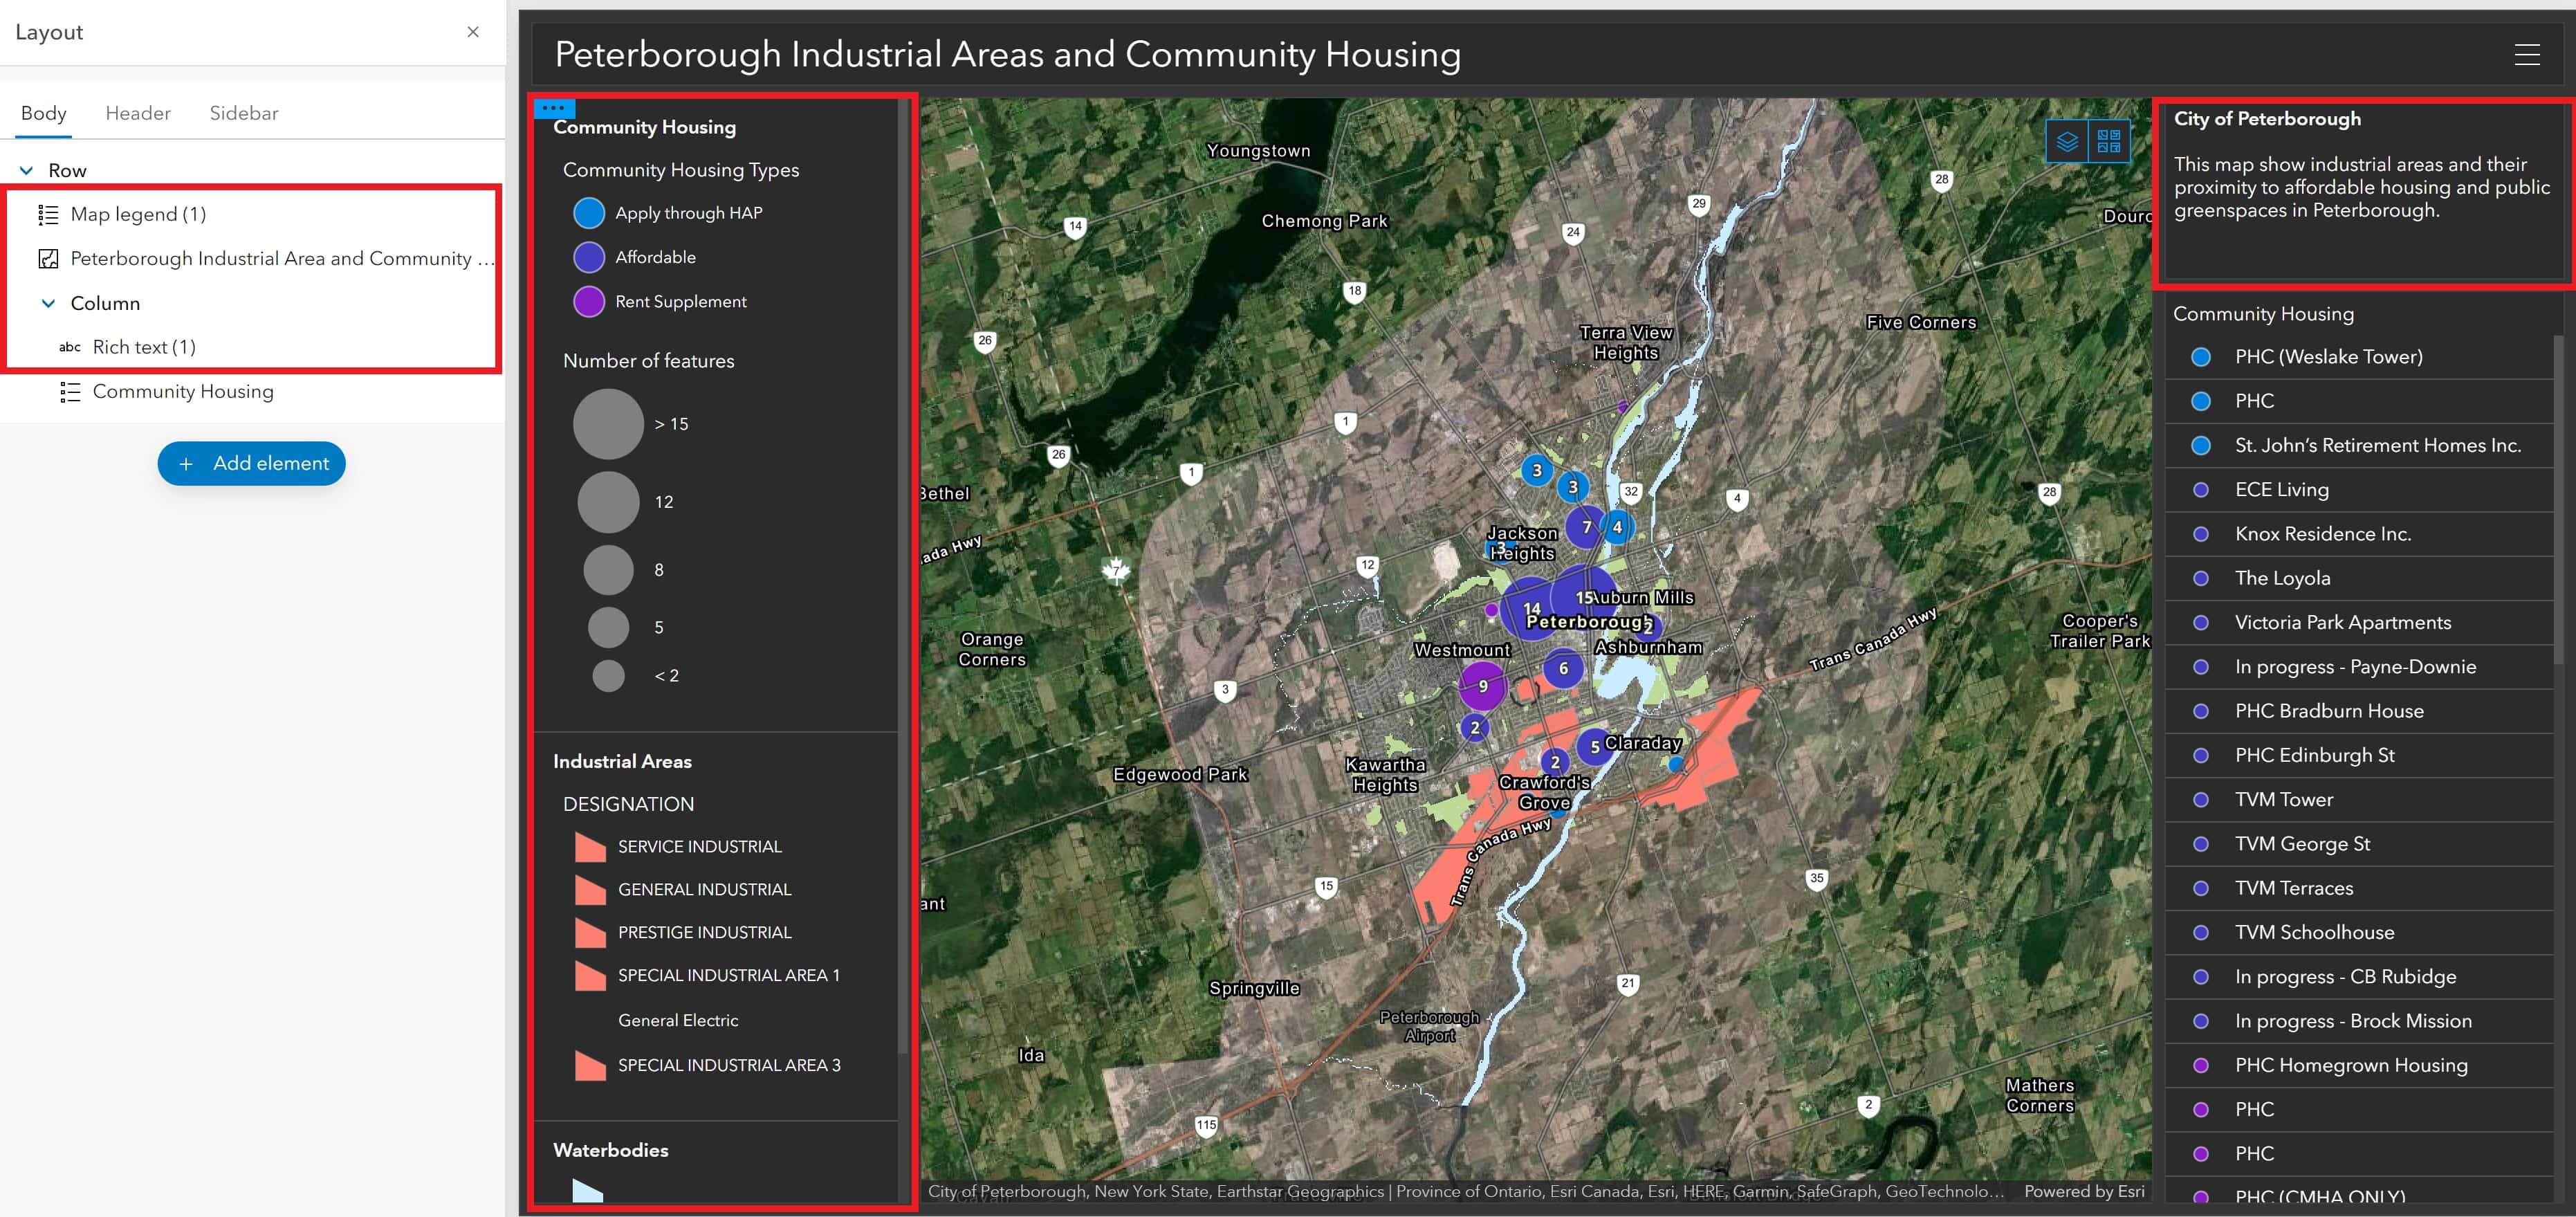 Layout
Body Header Sidebar
Row
Map legend (1)
Peterborough Industrial Area and Community ...
Column
abc Rich text (1)
Community Housing
+ Add element
Peterborough Industrial Areas and Community Housing
Community Housing
Community Housing Types
Apply through HAP
Affordable
Rent Supplement
Number of features
> 15
12
8
5
< 2
Industrial Areas
DESIGNATION
SERVICE INDUSTRIAL
GENERAL INDUSTRIAL
PRESTIGE INDUSTRIAL
SPECIAL INDUSTRIAL AREA 1
General Electric
SPECIAL INDUSTRIAL AREA 3
Waterbodies
Youngstown
28
29
Chemong Park
Douro
14
24
18
Five Corners
Terra View
Heights
26
1
26
1
3
3
32
4
28
Bethel
7
4
Jackson
Heights
3
ada Hwy
7
12
15
Auburn Mills
14
Peterborough
2
Cooper's
Trailer Park
Trans Canada Hwy
Orange
Corners
Westmount
Ashburnham
6
3
9
2
5
Claraday
2
Kawartha
Heights
Edgewood Park
Crawford's
Grove
Trans Canada Hwy
15
35
ant
21
Springville
Peterborough
Airport
Ida
Mathers
Corners
2
115
City of Peterborough, New York State, Earthstar Geographics | Province of Ontario, Esri Canada, Esri, HERE, Garmin, SafeGraph, GeoTechnolo...
Powered by Esri
City of Peterborough
This map show industrial areas and their
proximity to affordable housing and public
greenspaces in Peterborough.
Community Housing
PHC (Weslake Tower)
PHC
St. John's Retirement Homes Inc.
ECE Living
Knox Residence Inc.
The Loyola
Victoria Park Apartments
In progress - Payne-Downie
PHC Bradburn House
PHC Edinburgh St
TVM Tower
TVM George St
TVM Terraces
TVM Schoolhouse
In progress - CB Rubidge
In progress - Brock Mission
PHC Homegrown Housing
PHC
PHC
PHC (CMHA ONLY)